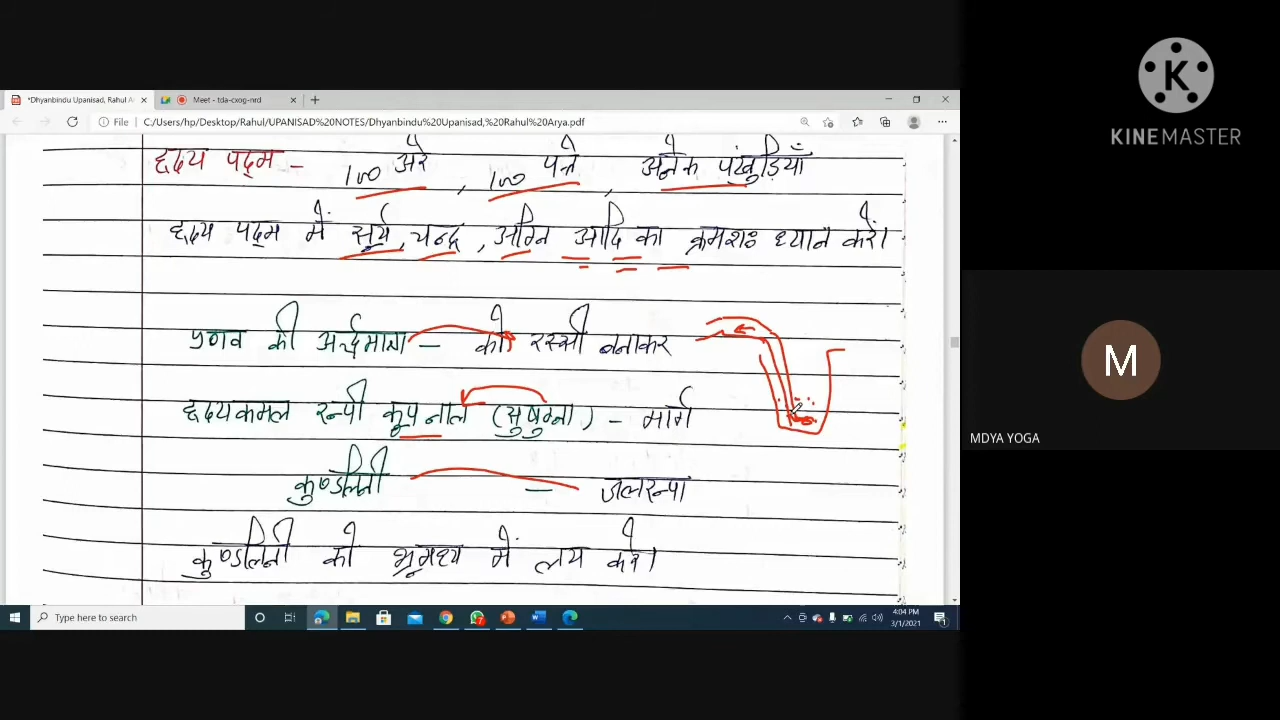 *Dhyanbindu Upanisad, Rahul A
Meet - tda-cxog-nrd
File
C:/Users/hp/Desktop/Rahul/UPANISAD%20NOTES/Dhyanbindu%20Upanisad,%20Rahul%20Arya.pdf
हृदय पद्म – 100 अरे , 100 पत्ते , अनेक पंखुड़ियाँ
हृदय पद्म में सूर्य, चन्द्र, अग्नि आदि का क्रमशः ध्यान करें।
प्रणव की अर्द्धमात्रा – को रस्सी बनाकर
हृदयकमल रूपी कूप नाल (सुषुम्ना) – मार्ग
कुण्डलिनी – जलरूपा
कुण्डलिनी को भ्रूमध्य में लय करें।
Type here to search
4:04 PM
3/1/2021
K
KINEMASTER
M
MDYA YOGA